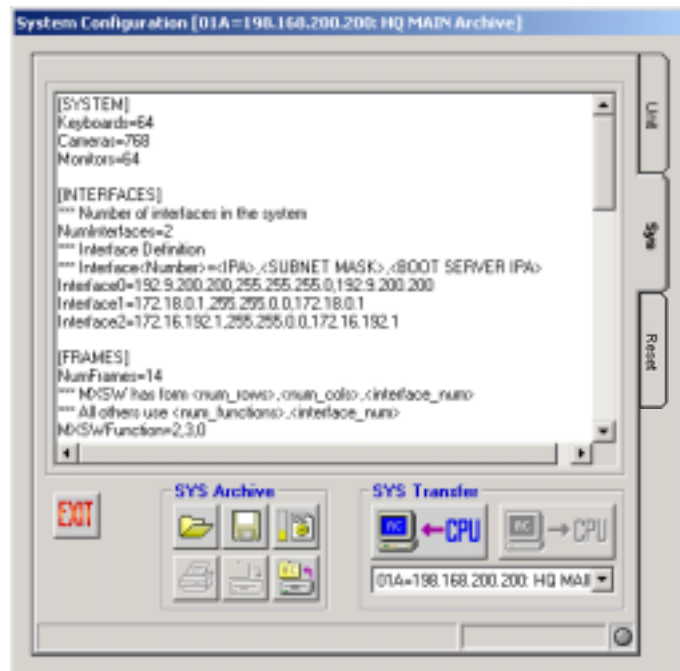 System Configuration [01A=198.168.200.200: HQ MAIN Archive]
Unit
Sys
Reset
[SYSTEM]
Keyboards=64
Cameras=768
Monitors=64
[INTERFACES]
*** Number of interfaces in the system
NumInterfaces=2
*** Interface Definition
*** Interface<Number>=<IPA>,<SUBNET MASK>,<BOOT SERVER IPA>
Interface0=192.9.200.200,255.255.255.0,192.9.200.200
Interface1=172.18.0.1,255.255.0.0,172.18.0.1
Interface2=172.16.192.1,255.255.0.0,172.16.192.1
[FRAMES]
NumFrames=14
*** MXSW has form <num_rows>,<num_cols>,<interface_num>
*** All others use <num_functions>,<interface_num>
MXSWFunction=2,3,0
EXIT
SYS Archive
SYS Transfer
PC CPU
PC CPU
01A=198.168.200.200: HQ MAI